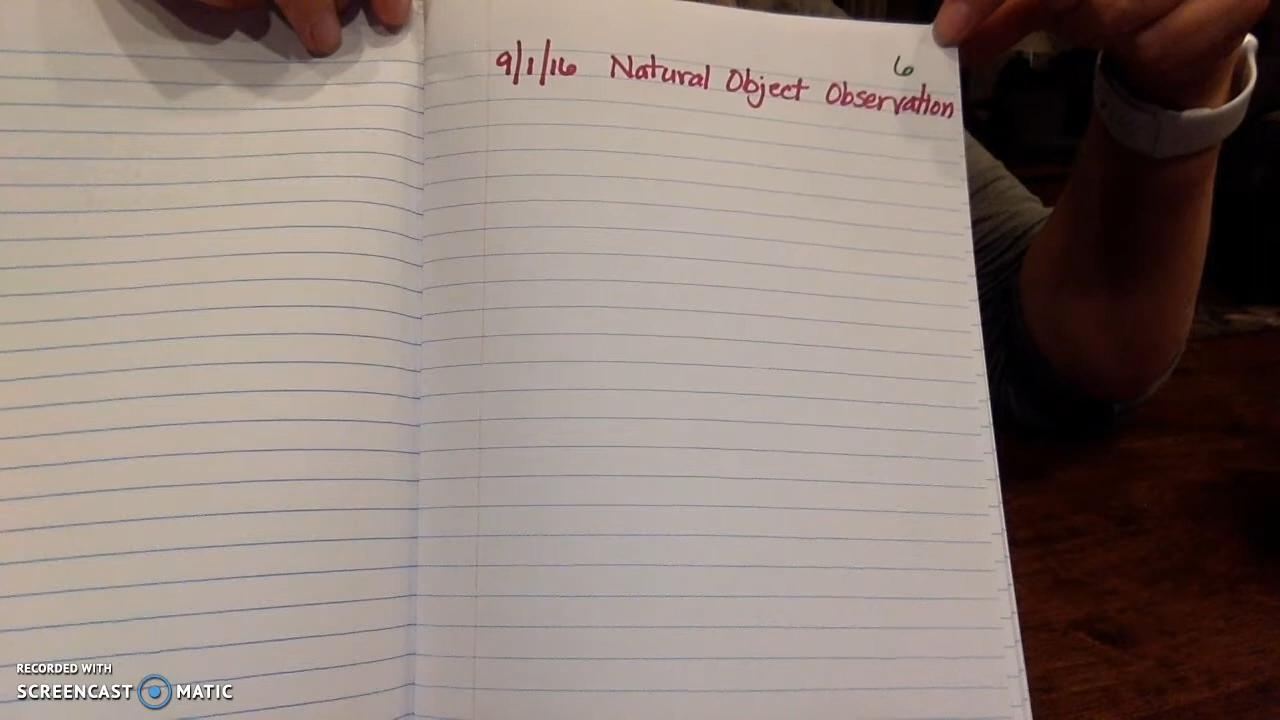 6
9/1/16 Natural Object Observation
RECORDED WITH
SCREENCAST MATIC